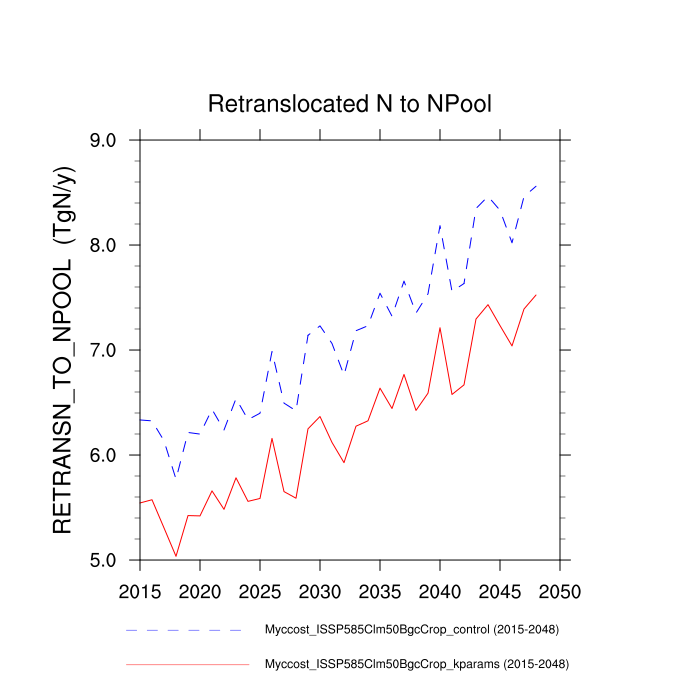 Retranslocated N to NPool
RETRANSN_TO_NPOOL (TgN/y)
9.0
8.0
7.0
6.0
5.0
2015 2020 2025 2030 2035 2040 2045 2050
Myccost_ISSP585Clm50BgcCrop_control (2015-2048)
Myccost_ISSP585Clm50BgcCrop_kparams (2015-2048)